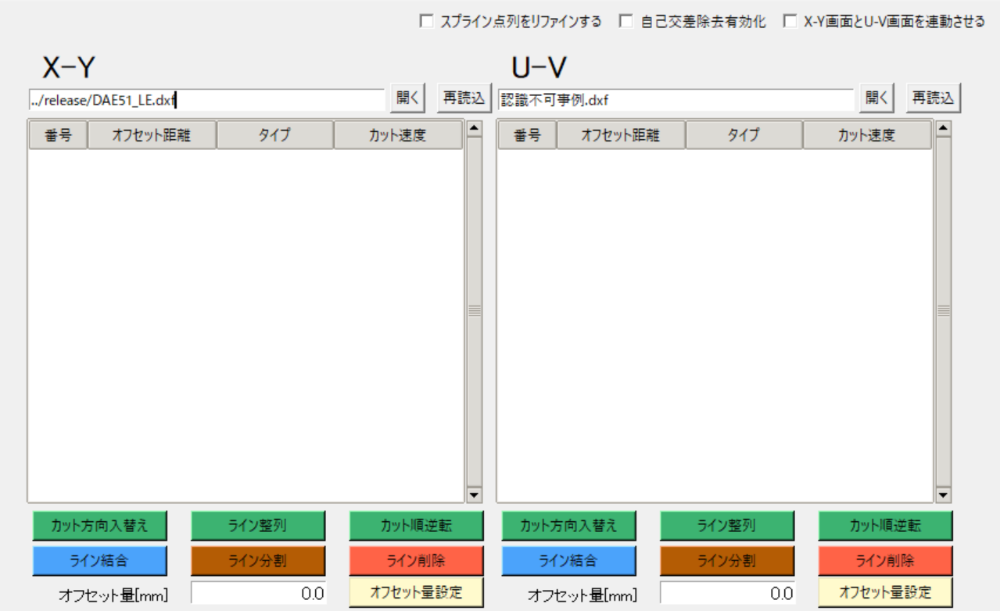 スプライン点列をリファインする 自己交差除去有効化 X-Y画面とU-V画面を連動させる
X-Y U-V
../release/DAE51_LE.dxf 開く 再読込 認識不可事例.dxf 開く 再読込
番号 オフセット距離 タイプ カット速度 番号 オフセット距離 タイプ カット速度
カット方向入替え ライン整列 カット順逆転 カット方向入替え ライン整列 カット順逆転
ライン結合 ライン分割 ライン削除 ライン結合 ライン分割 ライン削除
オフセット量[mm] 0.0 オフセット量設定 オフセット量[mm] 0.0 オフセット量設定